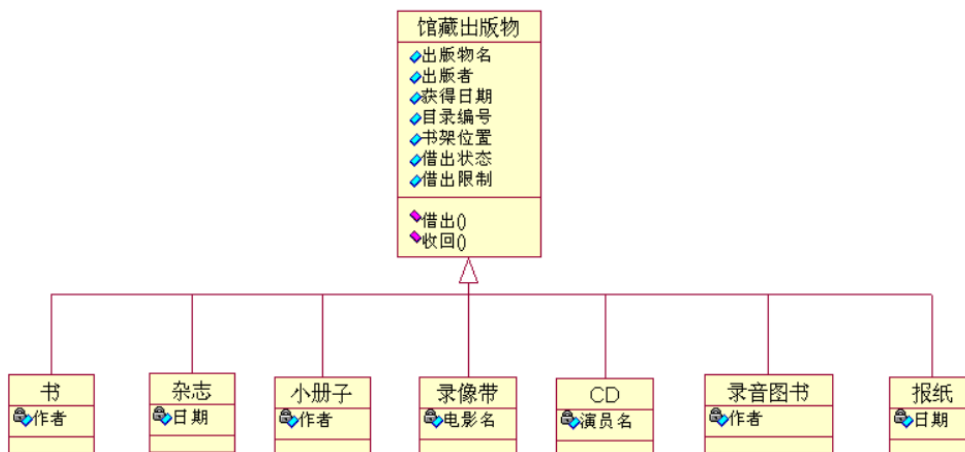 馆藏出版物
出版物名
出版者
获得日期
目录编号
书架位置
借出状态
借出限制
借出()
收回()
书
作者
杂志
日期
小册子
作者
录像带
电影名
CD
演员名
录音图书
作者
报纸
日期